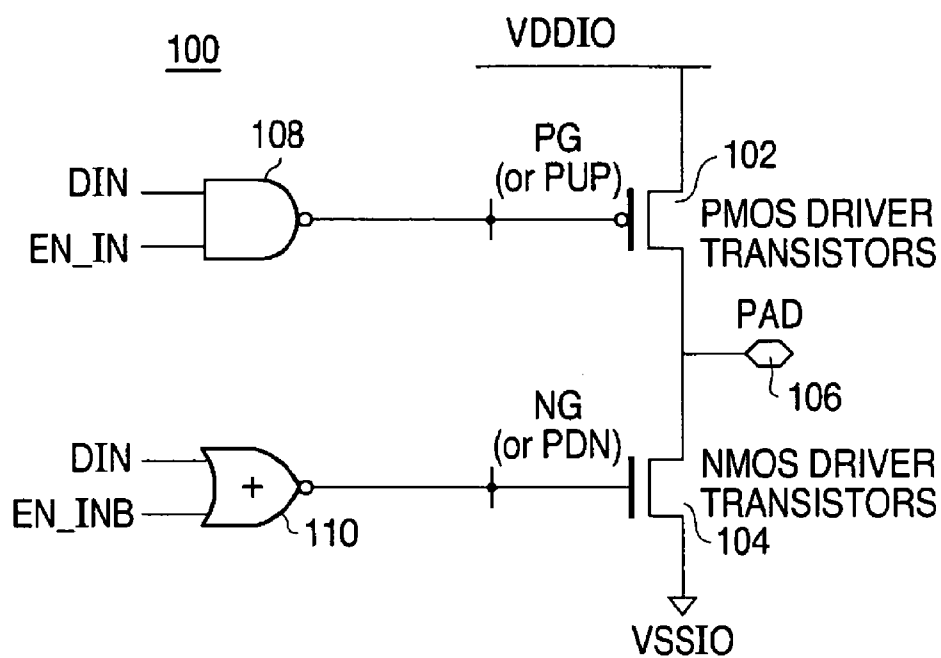 100
VDDIO
108
DIN
EN_IN
PG
(or PUP)
102
PMOS DRIVER
TRANSISTORS
PAD
106
DIN
EN_INB
+
110
NG
(or PDN)
NMOS DRIVER
TRANSISTORS
104
VSSIO